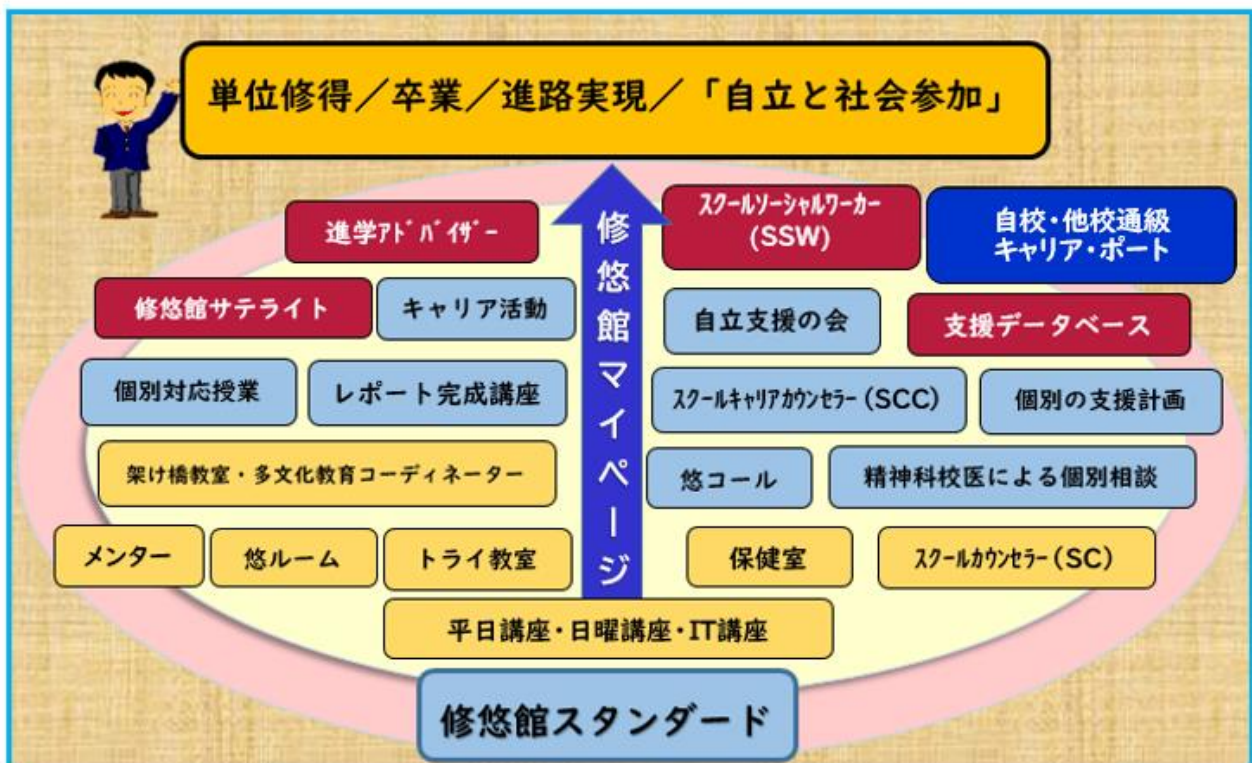 単位修得／卒業／進路実現／「自立と社会参加」
進学ｱﾄﾞﾊﾞｲｻﾞｰ
ｽｸｰﾙｿｰｼｬﾙﾜｰｶｰ
(SSW)
自校・他校通級
キャリア・ポート
修悠館サテライト
キャリア活動
自立支援の会
支援データベース
個別対応授業
レポート完成講座
ｽｸｰﾙｷｬﾘｱｶｳﾝｾﾗｰ(SCC)
個別の支援計画
架け橋教室・多文化教育コーディネーター
悠コール
精神科校医による個別相談
メンター
悠ルーム
トライ教室
保健室
ｽｸｰﾙｶｳﾝｾﾗｰ(SC)
修悠館マイページ
平日講座・日曜講座・IT講座
修悠館スタンダード